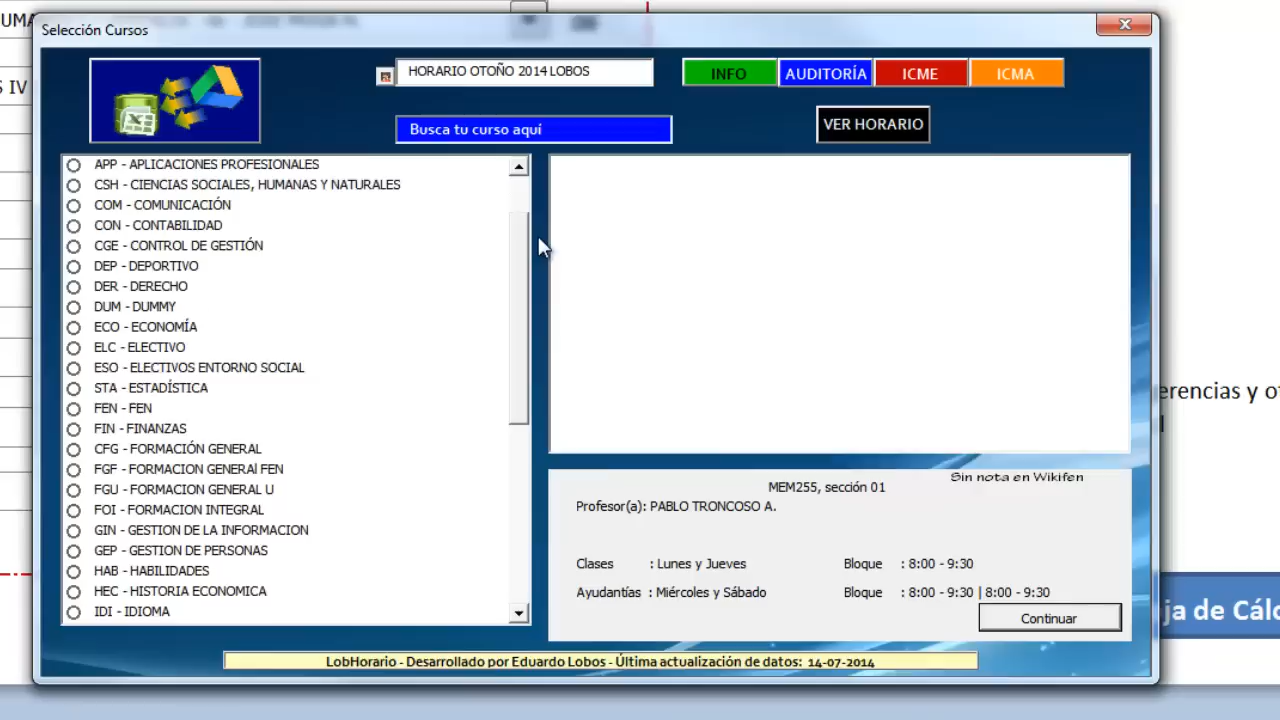 UMA
Selección Cursos
HORARIO OTOÑO 2014 LOBOS
INFO
AUDITORÍA
ICME
ICMA
S IV
Busca tu curso aquí
VER HORARIO
APP - APLICACIONES PROFESIONALES
CSH - CIENCIAS SOCIALES, HUMANAS Y NATURALES
COM - COMUNICACIÓN
CON - CONTABILIDAD
CGE - CONTROL DE GESTIÓN
DEP - DEPORTIVO
DER - DERECHO
DUM - DUMMY
ECO - ECONOMÍA
ELC - ELECTIVO
ESO - ELECTIVOS ENTORNO SOCIAL
STA - ESTADÍSTICA
FEN - FEN
FIN - FINANZAS
CFG - FORMACIÓN GENERAL
FGF - FORMACION GENERAl FEN
FGU - FORMACION GENERAL U
FOI - FORMACION INTEGRAL
GIN - GESTION DE LA INFORMACION
GEP - GESTION DE PERSONAS
HAB - HABILIDADES
HEC - HISTORIA ECONOMICA
IDI - IDIOMA
erencias y o
l
Sin nota en Wikifen
MEM255, sección 01
Profesor(a): PABLO TRONCOSO A.
Clases : Lunes y Jueves Bloque : 8:00 - 9:30
Ayudantías : Miércoles y Sábado Bloque : 8:00 - 9:30 | 8:00 - 9:30
Continuar
ja de Cálc
LobHorario - Desarrollado por Eduardo Lobos - Última actualización de datos: 14-07-2014